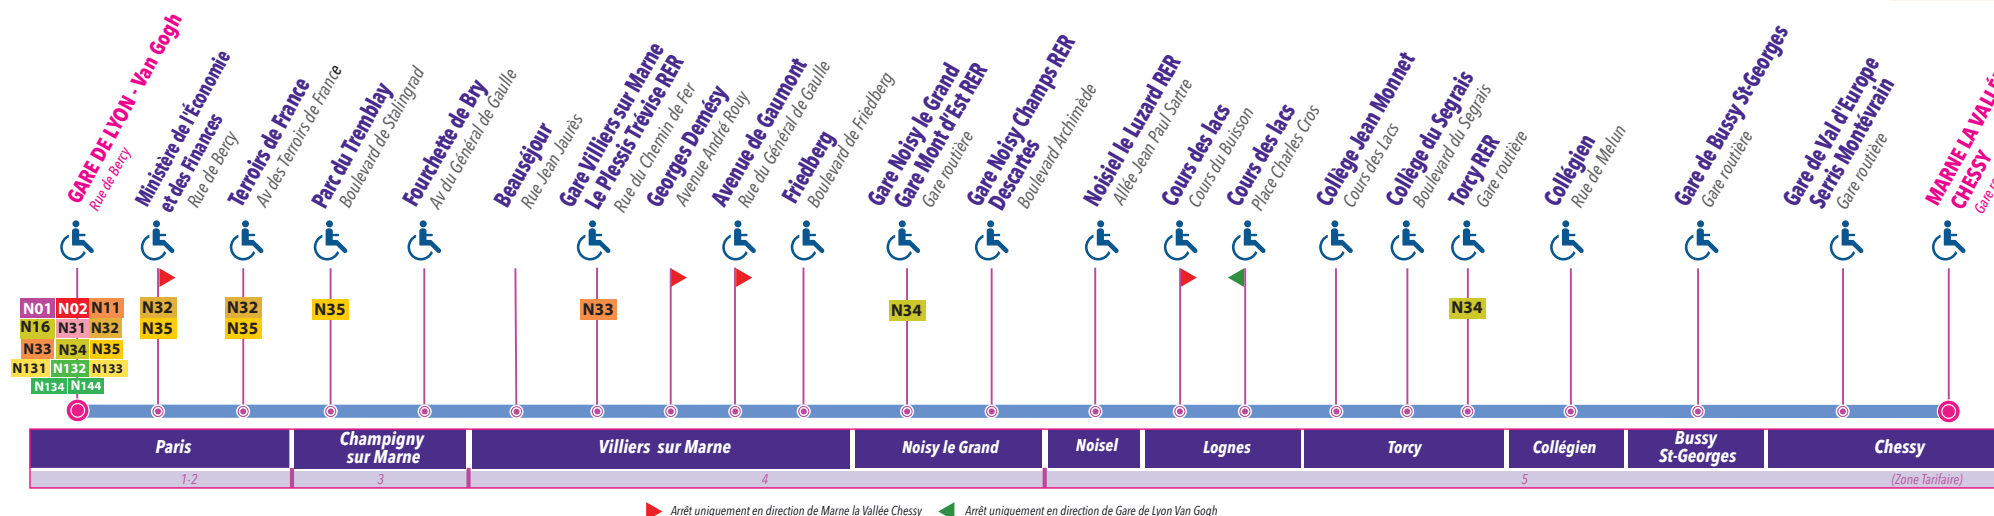 GARE DE LYON - Van Gogh
Rue de Bercy
Ministère de l'Économie
et des Finances
Rue de Bercy
Terroirs de France
Av des Terroirs de France
Parc du Tremblay
Boulevard de Stalingrad
Fourchette de Bry
Av du Général de Gaulle
Beauséjour
Rue Jean Jaurès
Gare Villiers sur Marne
Le Plessis Trévise RER
Rue du Chemin de Fer
Georges Demésy
Avenue André Rouy
Avenue de Gaumont
Rue du Général de Gaulle
Friedberg
Boulevard de Friedberg
Gare Noisy le Grand
Gare Mont d'Est RER
Gare routière
Gare Noisy Champs RER
Descartes
Boulevard Archimède
Noisiel le Luzard RER
Allée Jean Paul Sartre
Cours des lacs
Cours du Buisson
Cours des lacs
Place Charles Cros
Collège Jean Monnet
Cours des Lacs
Collège du Segrais
Boulevard du Segrais
Torcy RER
Gare routière
Collégien
Rue de Melun
Gare de Bussy St-Georges
Gare routière
Gare de Val d'Europe
Serris Montévrain
Gare routière
MARNE LA VALLÉ
CHESSY
Gare
N01 N02 N11
N16 N31 N32
N33 N34 N35
N131 N132 N133
N134 N144
N32
N35
N32
N35
N35
N33
N34
N34
Paris
Champigny
sur Marne
Villiers sur Marne
Noisy le Grand
Noisel
Lognes
Torcy
Collégien
Bussy
St-Georges
Chessy
1-2
3
4
5
(Zone Tarifaire)
Arrêt uniquement en direction de Marne la Vallée Chessy
Arrêt uniquement en direction de Gare de Lyon Van Gogh